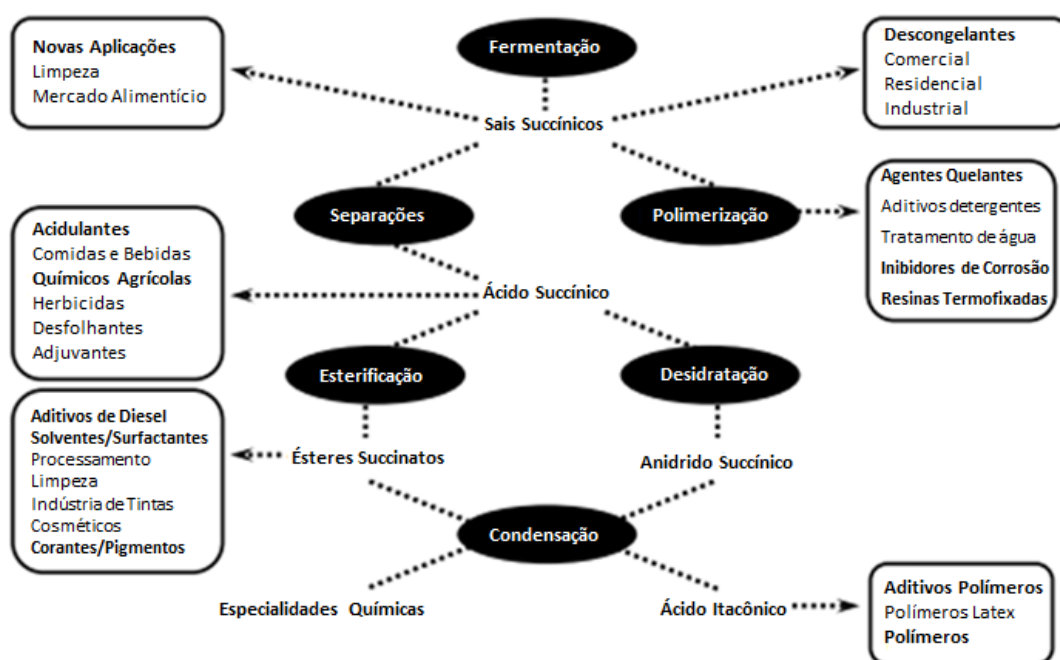 Novas Aplicações
Limpeza
Mercado Alimentício
Fermentação
Descongelantes
Comercial
Residencial
Industrial
Sais Succínicos
Separações
Polimerização
Agentes Quelantes
Aditivos detergentes
Tratamento de água
Inibidores de Corrosão
Resinas Termofixadas
Acidulantes
Comidas e Bebidas
Químicos Agrícolas
Herbicidas
Desfolhantes
Adjuvantes
Ácido Succínico
Esterificação
Desidratação
Aditivos de Diesel
Solventes/Surfactantes
Processamento
Limpeza
Indústria de Tintas
Cosméticos
Corantes/Pigmentos
Ésteres Succinatos
Anidrido Succínico
Condensação
Especialidades Químicas
Ácido Itacônico
Aditivos Polímeros
Polímeros Latex
Polímeros